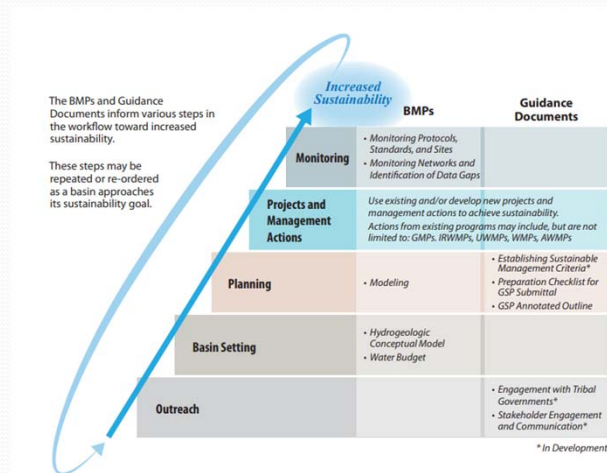 Increased
Sustainability
BMPs
Guidance
Documents
The BMPs and Guidance
Documents inform various steps in
the workflow toward increased
sustainability.
These steps may be
repeated or re-ordered
as a basin approaches
its sustainability goal.
Monitoring
• Monitoring Protocols,
Standards, and Sites
• Monitoring Networks and
Identification of Data Gaps
Projects and
Management
Actions
Use existing and/or develop new projects and
management actions to achieve sustainability.
Actions from existing programs may include, but are not
limited to: GMPs. IRWMPs, UWMPs, WMPs, AWMPs
Planning
• Modeling
• Establishing Sustainable
Management Criteria*
• Preparation Checklist for
GSP Submittal
• GSP Annotated Outline
Basin Setting
• Hydrogeologic
Conceptual Model
• Water Budget
Outreach
• Engagement with Tribal
Governments*
• Stakeholder Engagement
and Communication*
* In Development